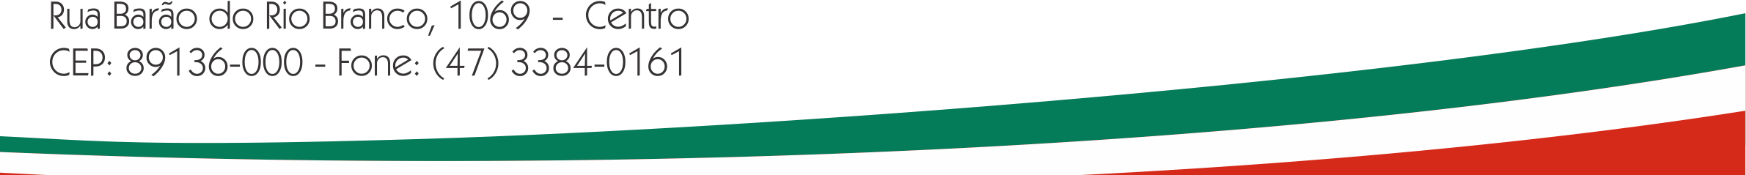 Rua Barão do Rio Branco, 1069  -  Centro
CEP: 89136-000 - Fone: (47) 3384-0161